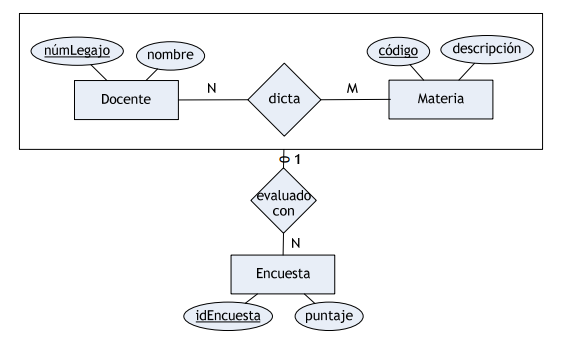 númLegajo
nombre
código
descripción
Docente
N
dicta
M
Materia
1
evaluado
con
N
Encuesta
idEncuesta
puntaje